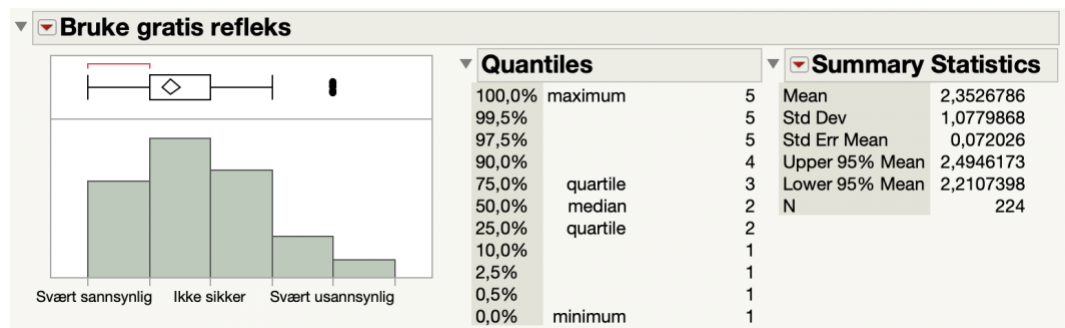 Bruke gratis refleks
Svært sannsynlig Ikke sikker Svært usannsynlig
Quantiles
100,0% maximum 5
99,5% 5
97,5% 5
90,0% 4
75,0% quartile 3
50,0% median 2
25,0% quartile 2
10,0% 1
2,5% 1
0,5% 1
0,0% minimum 1
Summary Statistics
Mean 2,3526786
Std Dev 1,0779868
Std Err Mean 0,072026
Upper 95% Mean 2,4946173
Lower 95% Mean 2,2107398
N 224